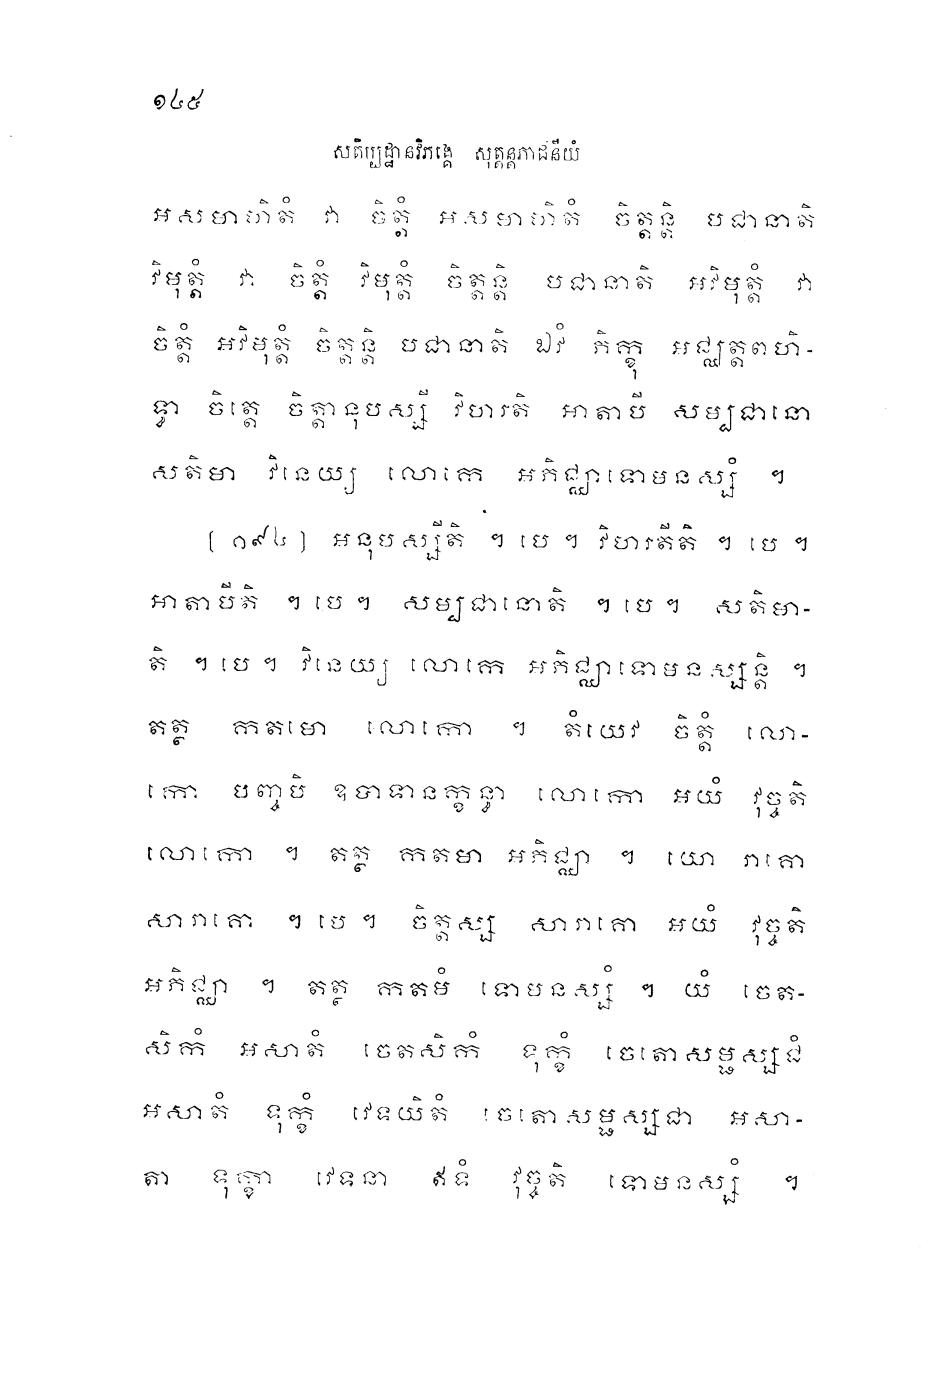 ១៤៥
សតិប្បដ្ឋានវិភង្គេ សុត្តន្តភាជនីយំ
អសមាហិតំ វា ចិត្តំ អសមាហិតំ ចិត្តន្តិ បជានាតិ
វិមុត្តំ វា ចិត្តំ វិមុត្តំ ចិត្តន្តិ បជានាតិ អវិមុត្តំ វា
ចិត្តំ អវិមុត្តំ ចិត្តន្តិ បជានាតិ ឯវំ ភិក្ខុ អជ្ឈត្តពហិ-
ទ្ធា ចិត្តេ ចិត្តានុបស្សី វិហរតិ អាតាបី សម្បជានោ
សតិមា វិនេយ្យ លោកេ អភិជ្ឈាទោមនស្សំ ។
(១៩៤) អនុបស្សីតិ ។ បេ ។ វិហរតីតិ ។ បេ ។
អាតាបីតិ ។ បេ ។ សម្បជានោតិ ។ បេ ។ សតិមា-
តិ ។ បេ ។ វិនេយ្យ លោកេ អភិជ្ឈាទោមនស្សន្តិ ។
តត្ថ កតមោ លោកោ ។ តំយេវ ចិត្តំ លោ-
កោ បញ្ចបិ ឧបាទានក្ខន្ធា លោកោ អយំ វុច្ចតិ
លោកោ ។ តត្ថ កតមា អភិជ្ឈា ។ យោ រាគោ
សារាគោ ។ បេ ។ ចិត្តស្ស សារាគោ អយំ វុច្ចតិ
អភិជ្ឈា ។ តត្ថ កតមំ ទោមនស្សំ ។ យំ ចេត-
សិកំ អសាតំ ចេតសិកំ ទុក្ខំ ចេតោសម្ផស្សជំ
អសាតំ ទុក្ខំ វេទយិតំ ចេតោសម្ផស្សជា អសា-
តា ទុក្ខា វេទនា ឥទំ វុច្ចតិ ទោមនស្សំ ។